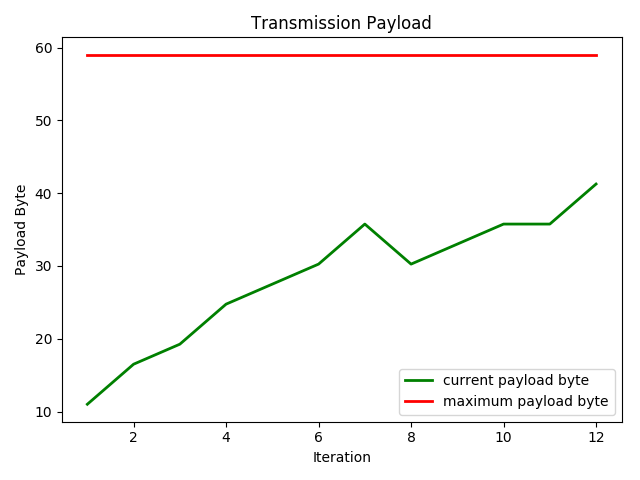 Transmission Payload
60
50
40
30
20
10
Payload Byte
current payload byte
maximum payload byte
2
4
6
8
10
12
Iteration